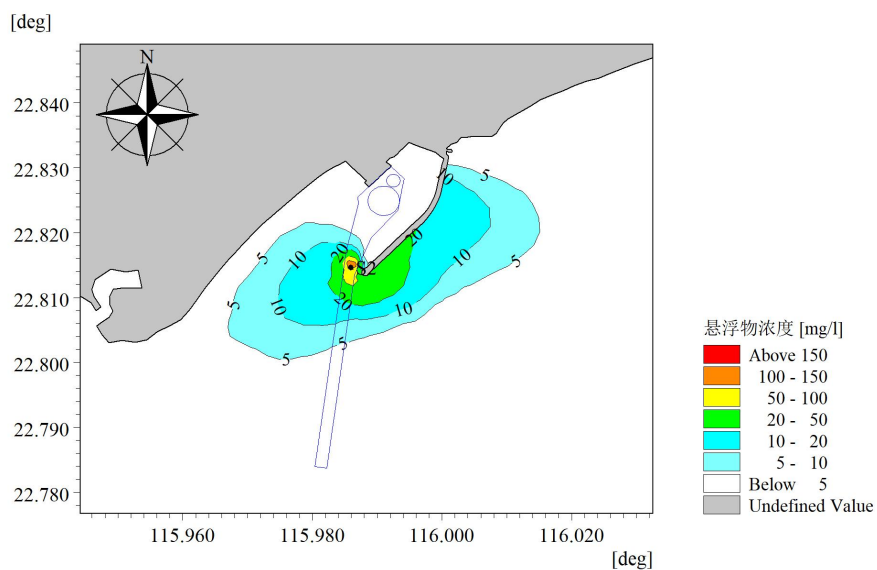 [deg]
N
22.840
22.830
22.820
22.810
22.800
22.790
22.780
115.960
115.980
116.000
116.020
[deg]
10
5
20
5
10
20
10
5
5
S2
10
20
10
5
5
悬浮物浓度 [mg/l]
Above 150
100 - 150
50 - 100
20 - 50
10 - 20
5 - 10
Below 5
Undefined Value